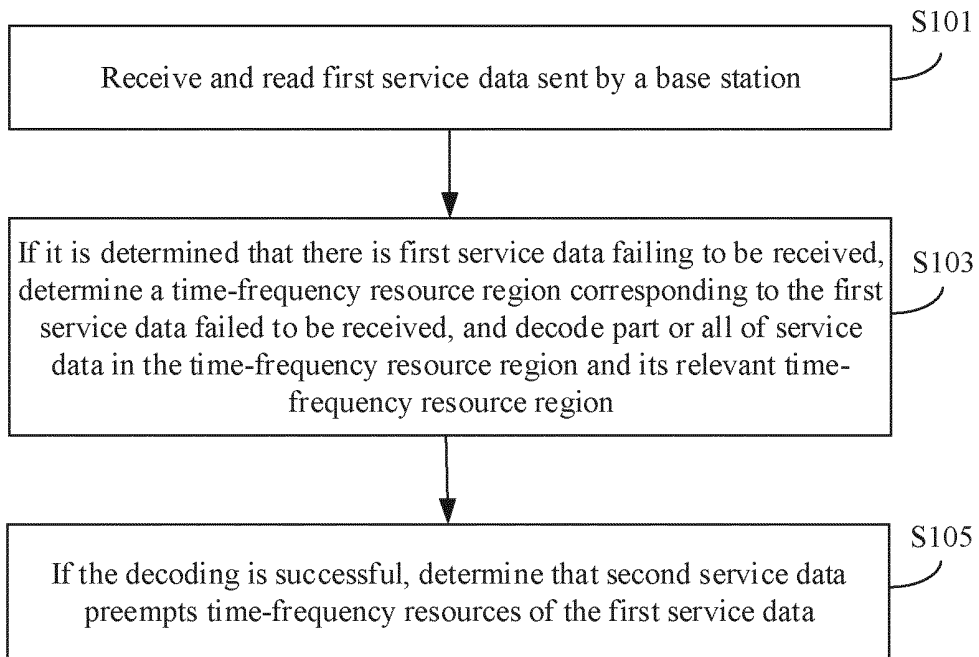 S101
Receive and read first service data sent by a base station
S103
If it is determined that there is first service data failing to be received,
determine a time-frequency resource region corresponding to the first
service data failed to be received, and decode part or all of service
data in the time-frequency resource region and its relevant time-
frequency resource region
S105
If the decoding is successful, determine that second service data
preempts time-frequency resources of the first service data